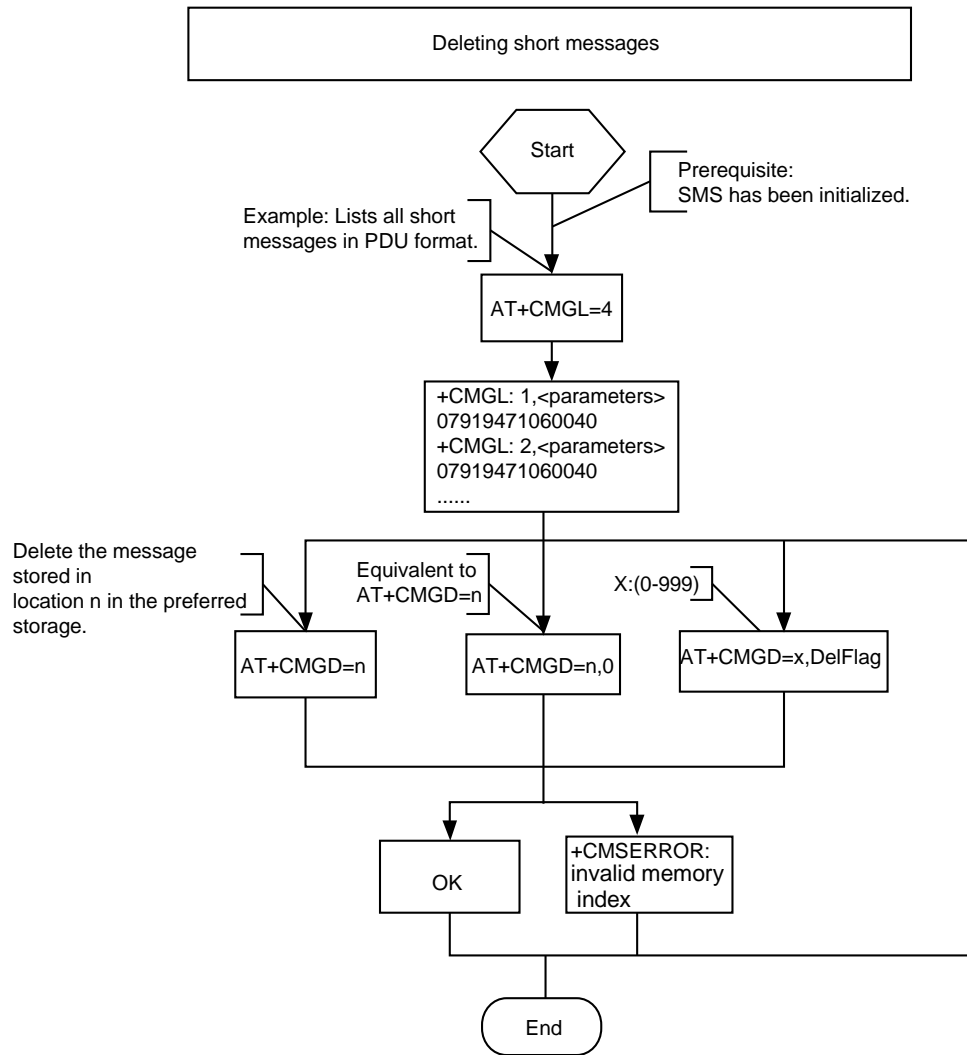 Deleting short messages
Start
Prerequisite:
SMS has been initialized.
Example: Lists all short
messages in PDU format.
AT+CMGL=4
+CMGL: 1,<parameters>
07919471060040
+CMGL: 2,<parameters>
07919471060040
......
Delete the message
stored in
location n in the preferred
storage.
Equivalent to
AT+CMGD=n
X:(0-999)
AT+CMGD=n
AT+CMGD=n,0
AT+CMGD=x,DelFlag
OK
+CMSERROR:
invalid memory
index
End